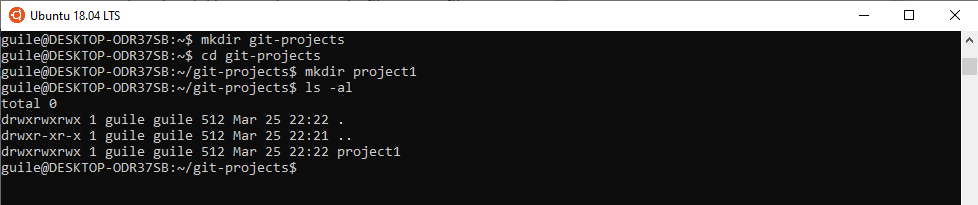 Ubuntu 18.04 LTS
guile@DESKTOP-ODR37SB:~$ mkdir git-projects
guile@DESKTOP-ODR37SB:~$ cd git-projects
guile@DESKTOP-ODR37SB:~/git-projects$ mkdir project1
guile@DESKTOP-ODR37SB:~/git-projects$ ls -al
total 0
drwxrwxrwx 1 guile guile 512 Mar 25 22:22 .
drwxr-xr-x 1 guile guile 512 Mar 25 22:21 ..
drwxrwxrwx 1 guile guile 512 Mar 25 22:22 project1
guile@DESKTOP-ODR37SB:~/git-projects$